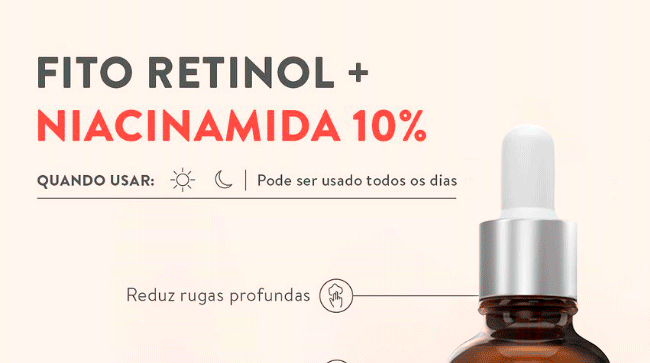 FITO RETINOL +
NIACINAMIDA 10%
QUANDO USAR: Pode ser usado todos os dias
Reduz rugas profundas